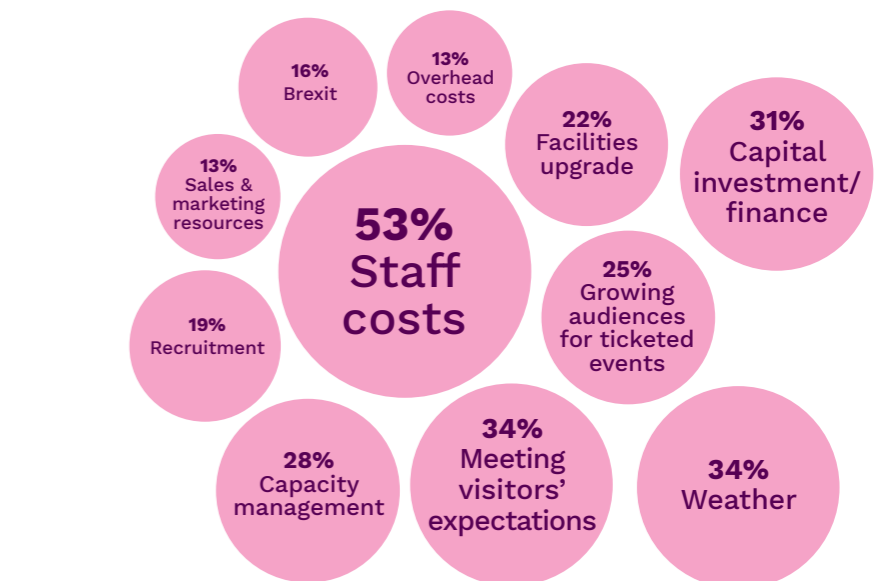 16%
Brexit
13%
Overhead
costs
22%
Facilities
upgrade
31%
Capital
investment/
finance
13%
Sales &
marketing
resources
53%
Staff
costs
25%
Growing
audiences
for ticketed
events
19%
Recruitment
28%
Capacity
management
34%
Meeting
visitors’
expectations
34%
Weather